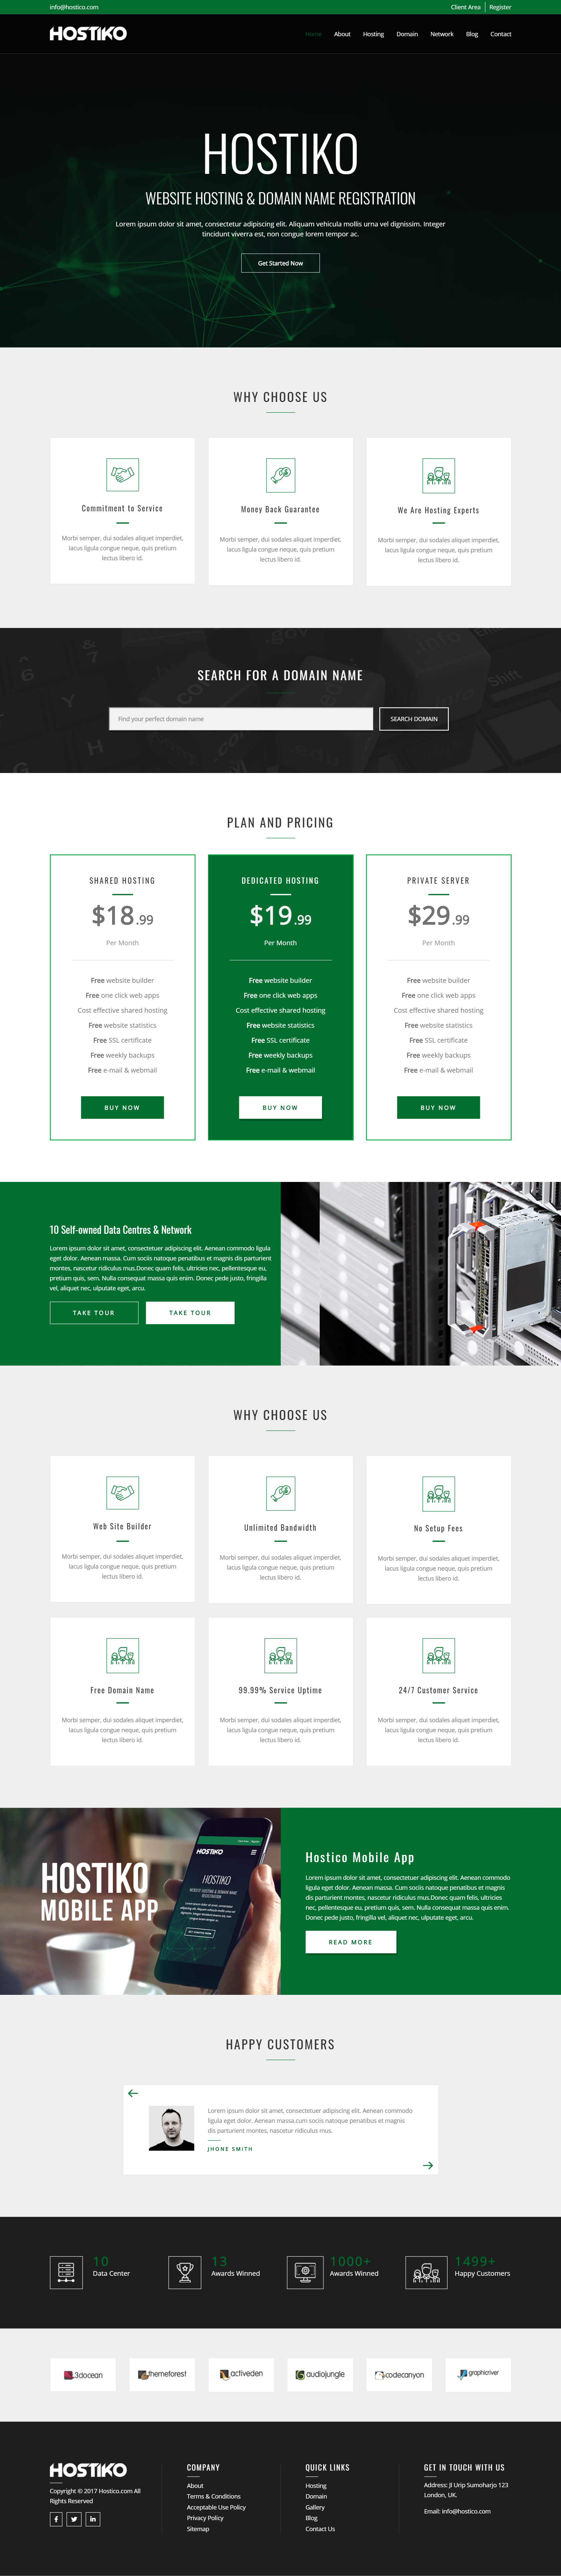 info@hostico.com
Client Area Register
HOSTIKO
Home About Hosting Domain Network Blog Contact
HOSTIKO
WEBSITE HOSTING & DOMAIN NAME REGISTRATION
Lorem ipsum dolor sit amet, consectetur adipiscing elit. Aliquam vehicula mollis urna vel dignissim. Integer
tincidunt viverra est, non congue lorem tempor ac.
Get Started Now
WHY CHOOSE US
Commitment to Service
Morbi semper, dui sodales aliquet imperdiet,
lacus ligula congue neque, quis pretium
lectus libero id.
Money Back Guarantee
Morbi semper, dui sodales aliquet imperdiet,
lacus ligula congue neque, quis pretium
lectus libero id.
We Are Hosting Experts
Morbi semper, dui sodales aliquet imperdiet,
lacus ligula congue neque, quis pretium
lectus libero id.
SEARCH FOR A DOMAIN NAME
Find your perfect domain name
SEARCH DOMAIN
PLAN AND PRICING
SHARED HOSTING
$18.99
Per Month
Free website builder
Free one click web apps
Cost effective shared hosting
Free website statistics
Free SSL certificate
Free weekly backups
Free e-mail & webmail
BUY NOW
DEDICATED HOSTING
$19.99
Per Month
Free website builder
Free one click web apps
Cost effective shared hosting
Free website statistics
Free SSL certificate
Free weekly backups
Free e-mail & webmail
BUY NOW
PRIVATE SERVER
$29.99
Per Month
Free website builder
Free one click web apps
Cost effective shared hosting
Free website statistics
Free SSL certificate
Free weekly backups
Free e-mail & webmail
BUY NOW
10 Self-owned Data Centres & Network
Lorem ipsum dolor sit amet, consectetuer adipiscing elit. Aenean commodo ligula
eget dolor. Aenean massa. Cum sociis natoque penatibus et magnis dis parturient
montes, nascetur ridiculus mus.Donec quam felis, ultricies nec, pellentesque eu,
pretium quis, sem. Nulla consequat massa quis enim. Donec pede justo, fringilla
vel, aliquet nec, ulputate eget, arcu.
TAKE TOUR
TAKE TOUR
WHY CHOOSE US
Web Site Builder
Morbi semper, dui sodales aliquet imperdiet,
lacus ligula congue neque, quis pretium
lectus libero id.
Unlimited Bandwidth
Morbi semper, dui sodales aliquet imperdiet,
lacus ligula congue neque, quis pretium
lectus libero id.
No Setup Fees
Morbi semper, dui sodales aliquet imperdiet,
lacus ligula congue neque, quis pretium
lectus libero id.
Free Domain Name
Morbi semper, dui sodales aliquet imperdiet,
lacus ligula congue neque, quis pretium
lectus libero id.
99.99% Service Uptime
Morbi semper, dui sodales aliquet imperdiet,
lacus ligula congue neque, quis pretium
lectus libero id.
24/7 Customer Service
Morbi semper, dui sodales aliquet imperdiet,
lacus ligula congue neque, quis pretium
lectus libero id.
HOSTIKO
MOBILE APP
HOSTIKO
HOSTIKO
Hostico Mobile App
Lorem ipsum dolor sit amet, consectetuer adipiscing elit. Aenean commodo
ligula eget dolor. Aenean massa. Cum sociis natoque penatibus et magnis
dis parturient montes, nascetur ridiculus mus.Donec quam felis, ultricies
nec, pellentesque eu, pretium quis, sem. Nulla consequat massa quis enim.
Donec pede justo, fringilla vel, aliquet nec, ulputate eget, arcu.
READ MORE
HAPPY CUSTOMERS
Lorem ipsum dolor sit amet, consectetuer adipiscing elit. Aenean commodo
ligula eget dolor. Aenean massa.cum sociis natoque penatibus et magnis
dis parturient montes, nascetur ridiculus mus.
JHONE SMITH
10
Data Center
13
Awards Winned
1000+
Awards Winned
1499+
Happy Customers
3docean
themeforest
activeden
audiojungle
codecanyon
graphicriver
HOSTIKO
Copyright © 2017 Hostico.com All
Rights Reserved
COMPANY
About
Terms & Conditions
Acceptable Use Policy
Privacy Policy
Sitemap
QUICK LINKS
Hosting
Domain
Gallery
Blog
Contact Us
GET IN TOUCH WITH US
Address: Jl Urip Sumoharjo 123
London, UK.
Email: info@hostico.com